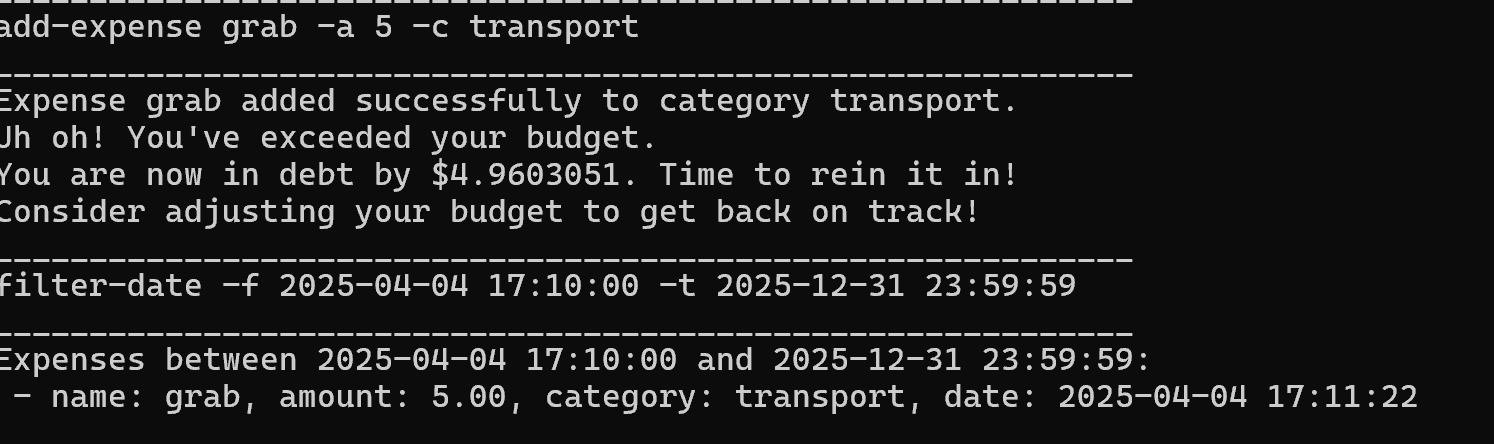 ____________________________________________________________
add-expense grab -a 5 -c transport
____________________________________________________________
Expense grab added successfully to category transport.
Uh oh! You've exceeded your budget.
You are now in debt by $4.9603051. Time to rein it in!
Consider adjusting your budget to get back on track!
____________________________________________________________
filter-date -f 2025-04-04 17:10:00 -t 2025-12-31 23:59:59
____________________________________________________________
Expenses between 2025-04-04 17:10:00 and 2025-12-31 23:59:59:
 - name: grab, amount: 5.00, category: transport, date: 2025-04-04 17:11:22